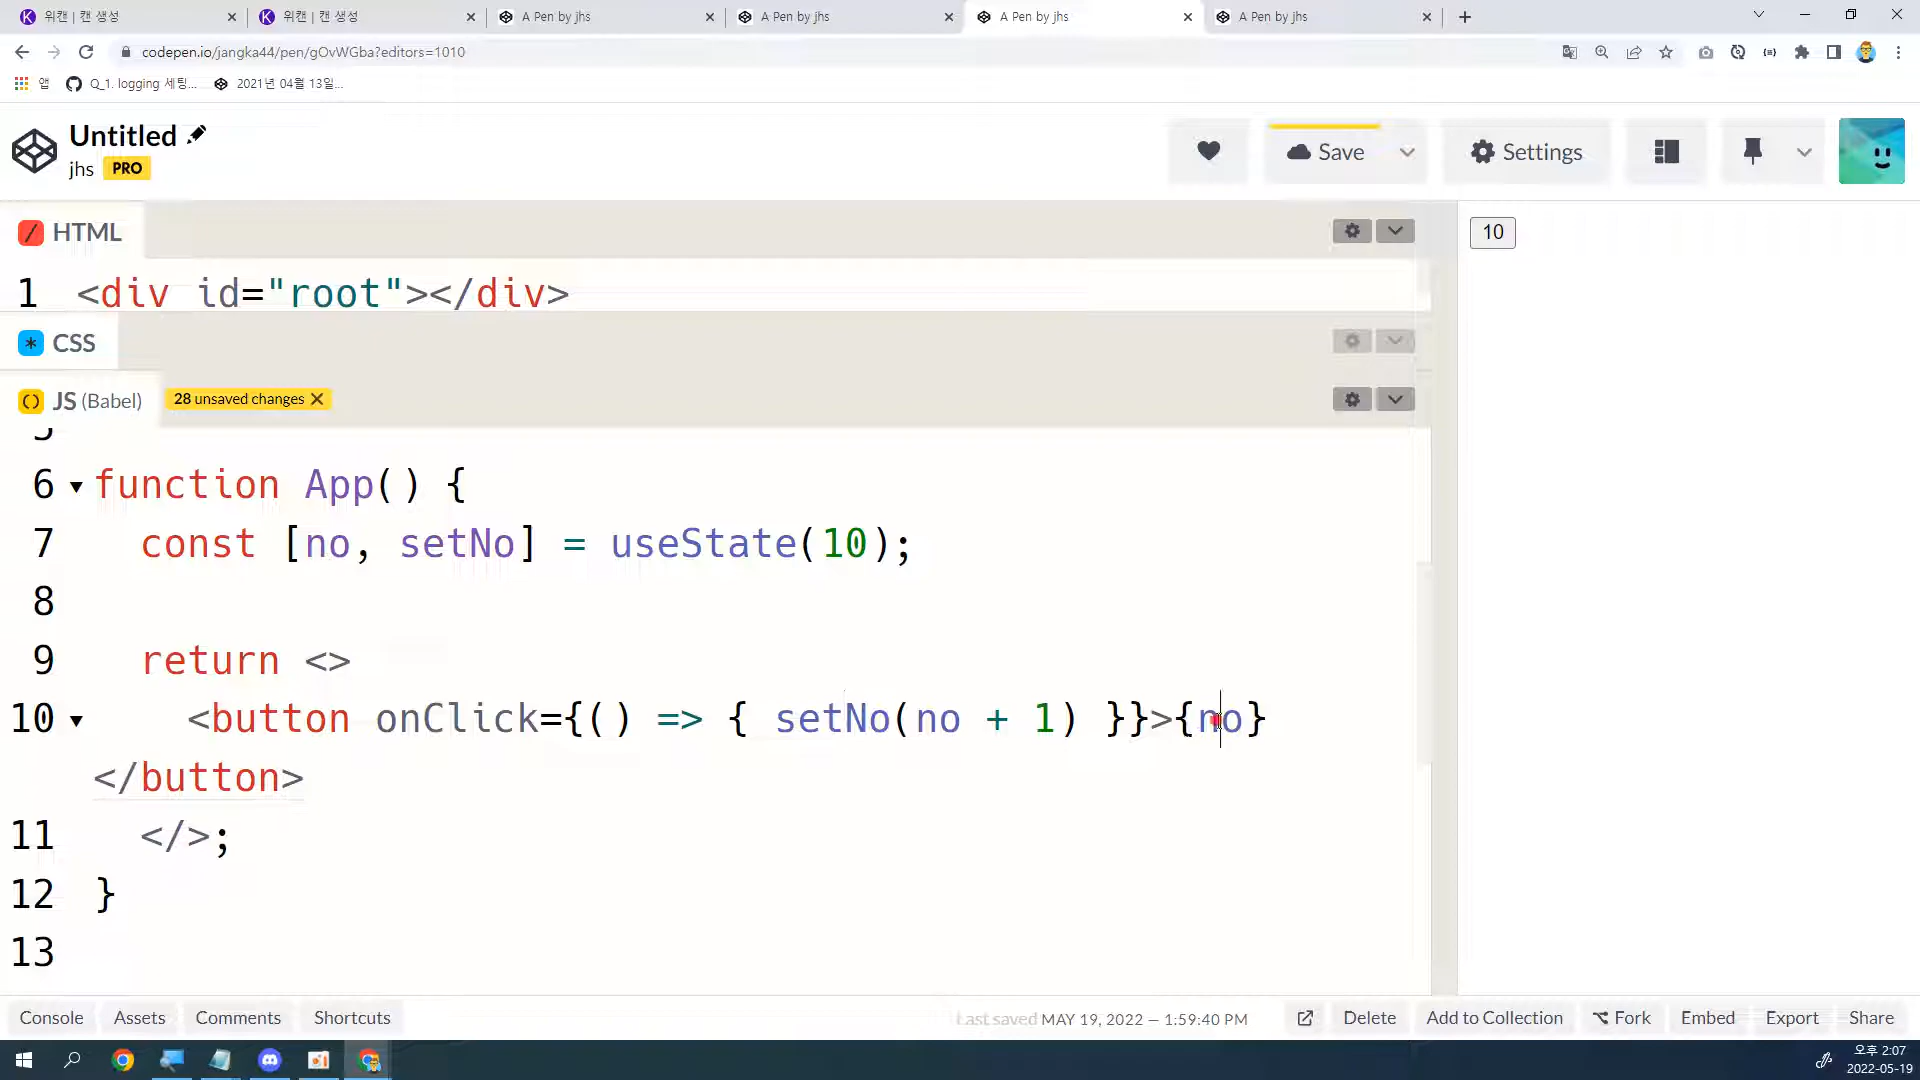 위캔 | 캔 생성
위캔 | 캔 생성
A Pen by jhs
A Pen by jhs
A Pen by jhs
A Pen by jhs
codepen.io/jangka44/pen/gOvWGba?editors=1010
앱
Q_1. logging 세팅...
2021년 04월 13일...
Untitled
jhs PRO
Save
Settings
HTML
1 <div id="root"></div>
10
CSS
JS (Babel)
28 unsaved changes
5
6 function App() {
7 const [no, setNo] = useState(10);
8
9 return <>
10 <button onClick={() => { setNo(no + 1) }}>{no}
</button>
11 </>;
12 }
13
Console
Assets
Comments
Shortcuts
Last saved MAY 19, 2022 — 1:59:40 PM
Delete
Add to Collection
Fork
Embed
Export
Share
오후 2:07
2022-05-19